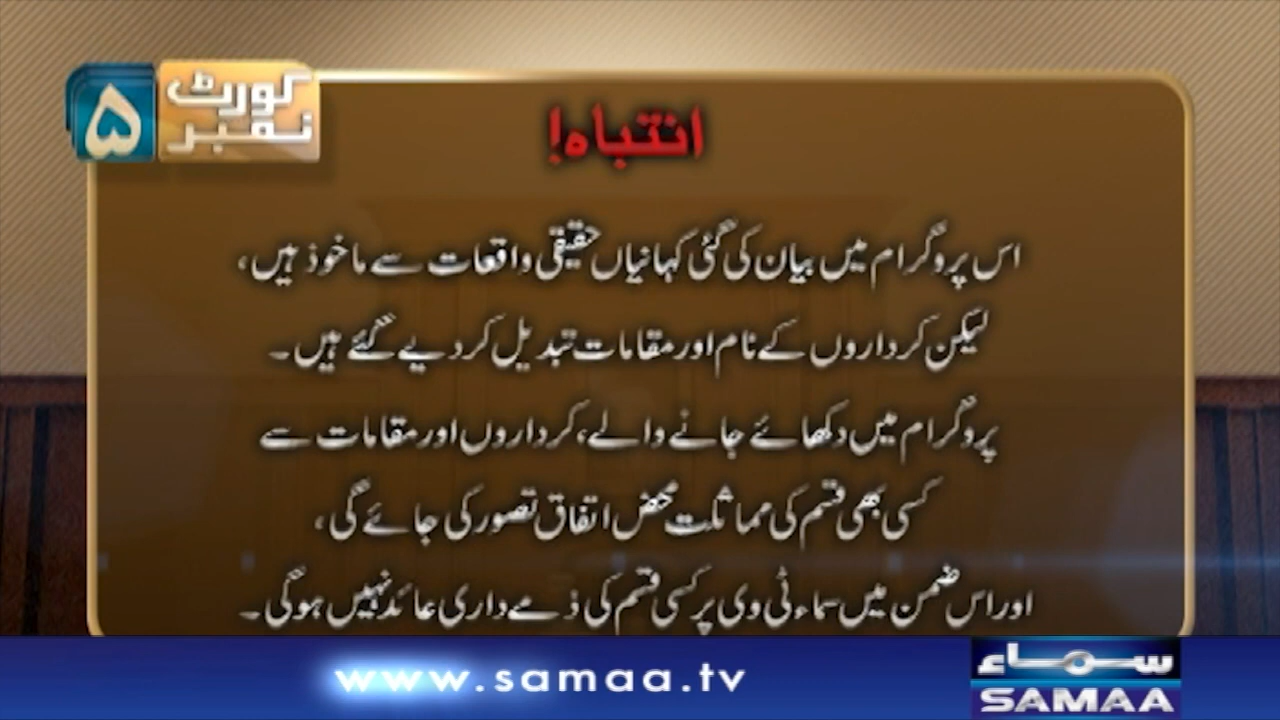 کورٹ
نمبر
۵
انتباہ!
اس پروگرام میں بیان کی گئی کہانیاں حقیقی واقعات سے ماخوذ ہیں،
لیکن کرداروں کے نام اور مقامات تبدیل کر دیے گئے ہیں۔
پروگرام میں دکھائے جانے والے، کرداروں اور مقامات سے
کسی بھی قسم کی مماثلت محض اتفاق تصور کی جائے گی،
اور اس ضمن میں سماء ٹی وی پر کسی قسم کی ذمے داری عائد نہیں ہوگی۔
www.samaa.tv
سماء
SAMAA